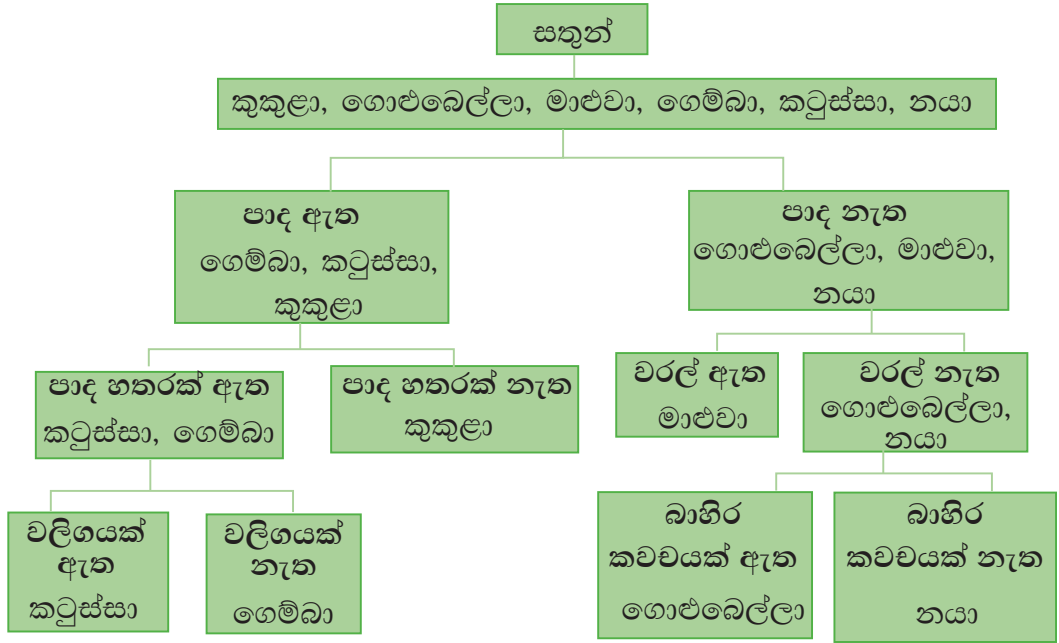 සතුන්
කුකුළා, ගොළුබෙල්ලා, මාළුවා, ගෙම්බා, කටුස්සා, නයා
පාද ඇත
ගෙම්බා, කටුස්සා,
කුකුළා
පාද නැත
ගොළුබෙල්ලා, මාළුවා,
නයා
පාද හතරක් ඇත
කටුස්සා, ගෙම්බා
පාද හතරක් නැත
කුකුළා
වරල් ඇත
මාළුවා
වරල් නැත
ගොළුබෙල්ලා,
නයා
වලිගයක්
ඇත
කටුස්සා
වලිගයක්
නැත
ගෙම්බා
බාහිර
කවචයක් ඇත
ගොළුබෙල්ලා
බාහිර
කවචයක් නැත
නයා